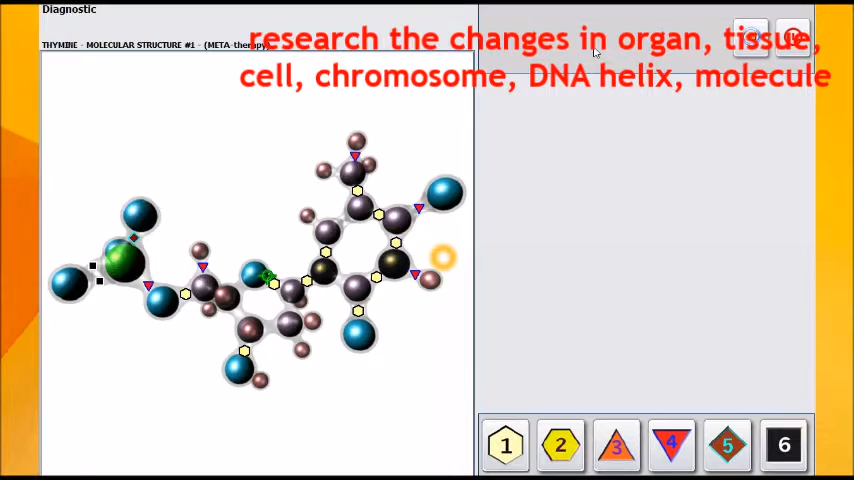 Diagnostic
THYMINE - MOLECULAR STRUCTURE #1 - (META-therapy)
research the changes in organ, tissue,
cell, chromosome, DNA helix, molecule
1 2 3 4 5 6